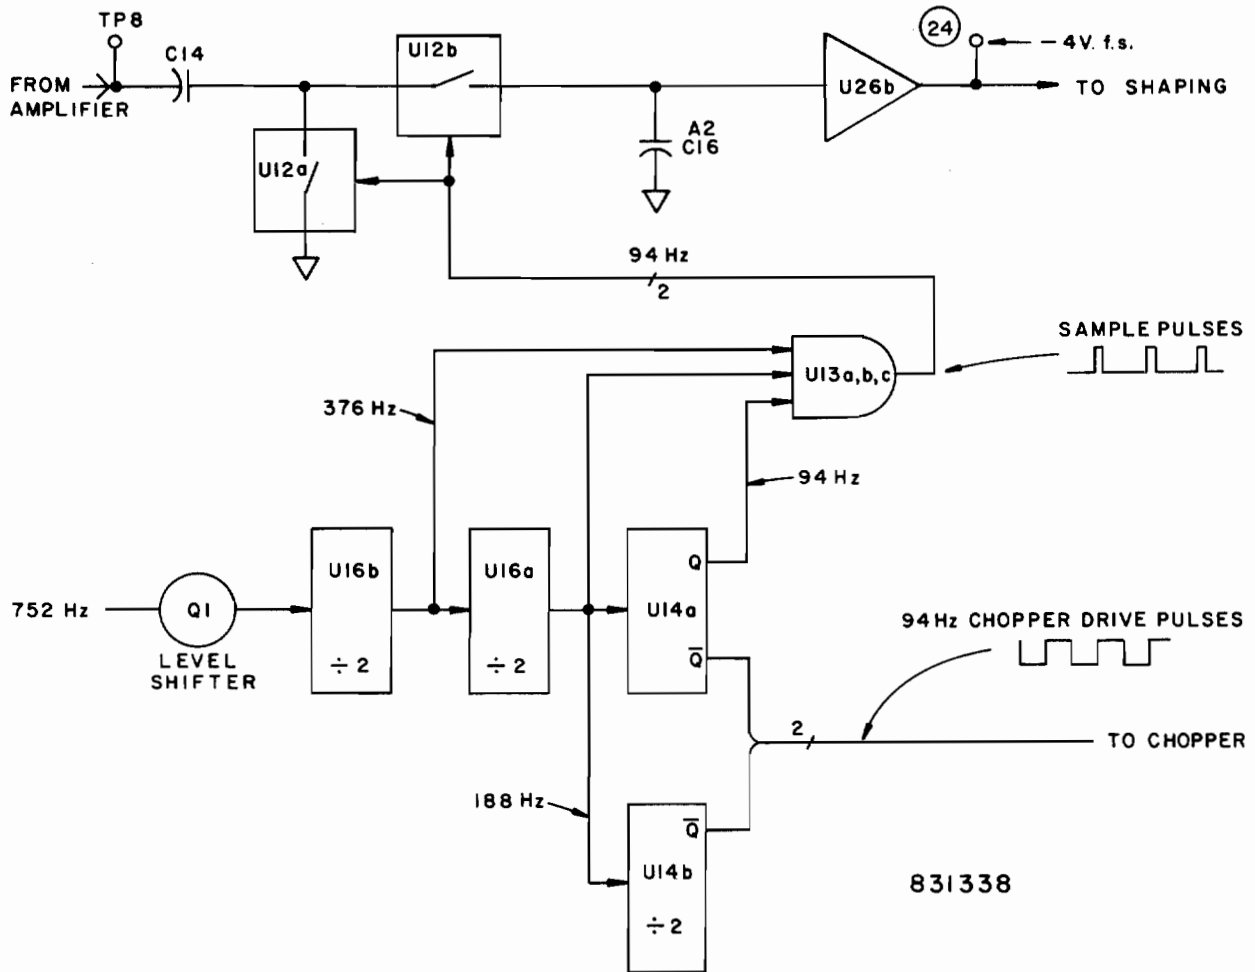 TP8
C14
U12b
24
-4V. f.s.
FROM
AMPLIFIER
U26b
TO SHAPING
A2
C16
U12a
94 Hz
2
SAMPLE PULSES
U13a,b,c
376 Hz
94 Hz
U16b
÷ 2
U16a
÷ 2
Q
U14a
Q̅
752 Hz
Q1
LEVEL
SHIFTER
94 Hz CHOPPER DRIVE PULSES
2
TO CHOPPER
188 Hz
Q̅
U14b
÷ 2
831338